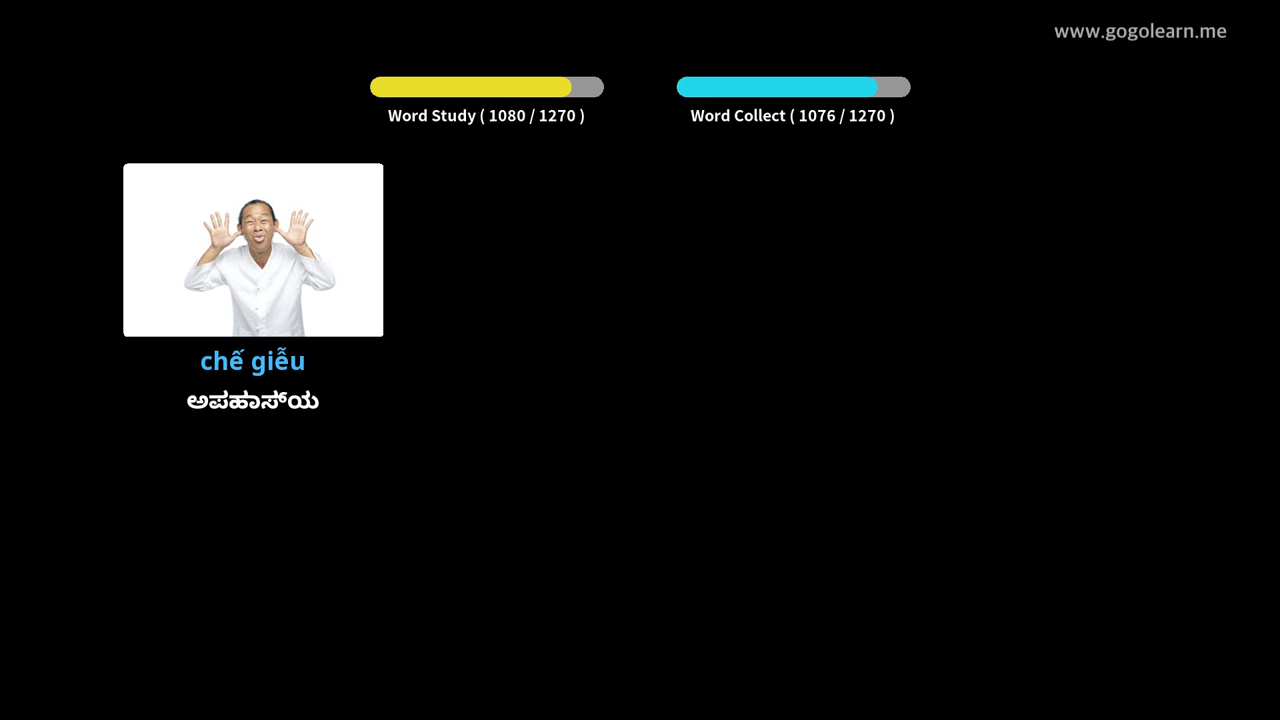 www.gogolearn.me
Word Study ( 1080 / 1270 )
Word Collect ( 1076 / 1270 )
chế giễu
ಅಪಹಾಸ್ಯ